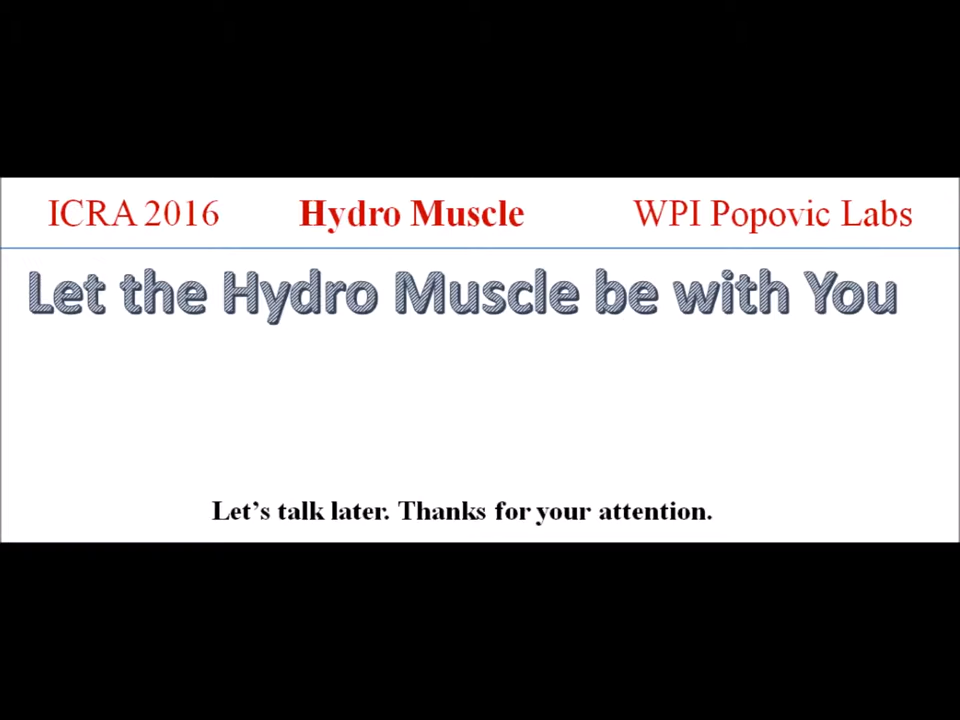 ICRA 2016 Hydro Muscle WPI Popovic Labs
Let the Hydro Muscle be with You
Let's talk later. Thanks for your attention.